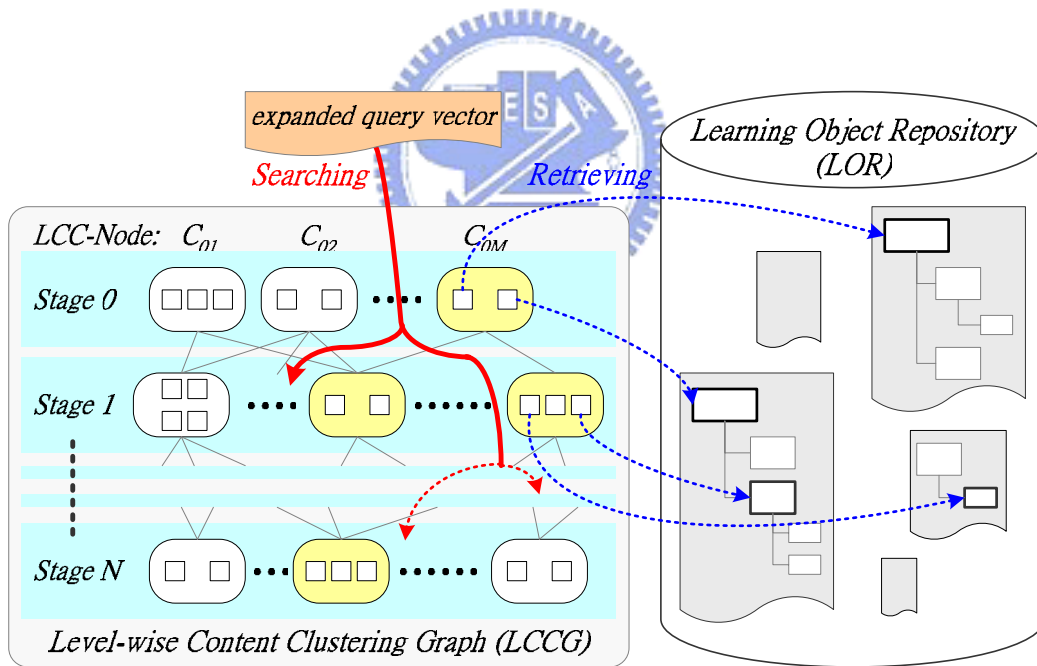 ESA
expanded query vector
Searching
Retrieving
Learning Object Repository
(LOR)
LCC-Node: C01 C02 C0M
Stage 0
Stage 1
Stage N
Level-wise Content Clustering Graph (LCCG)